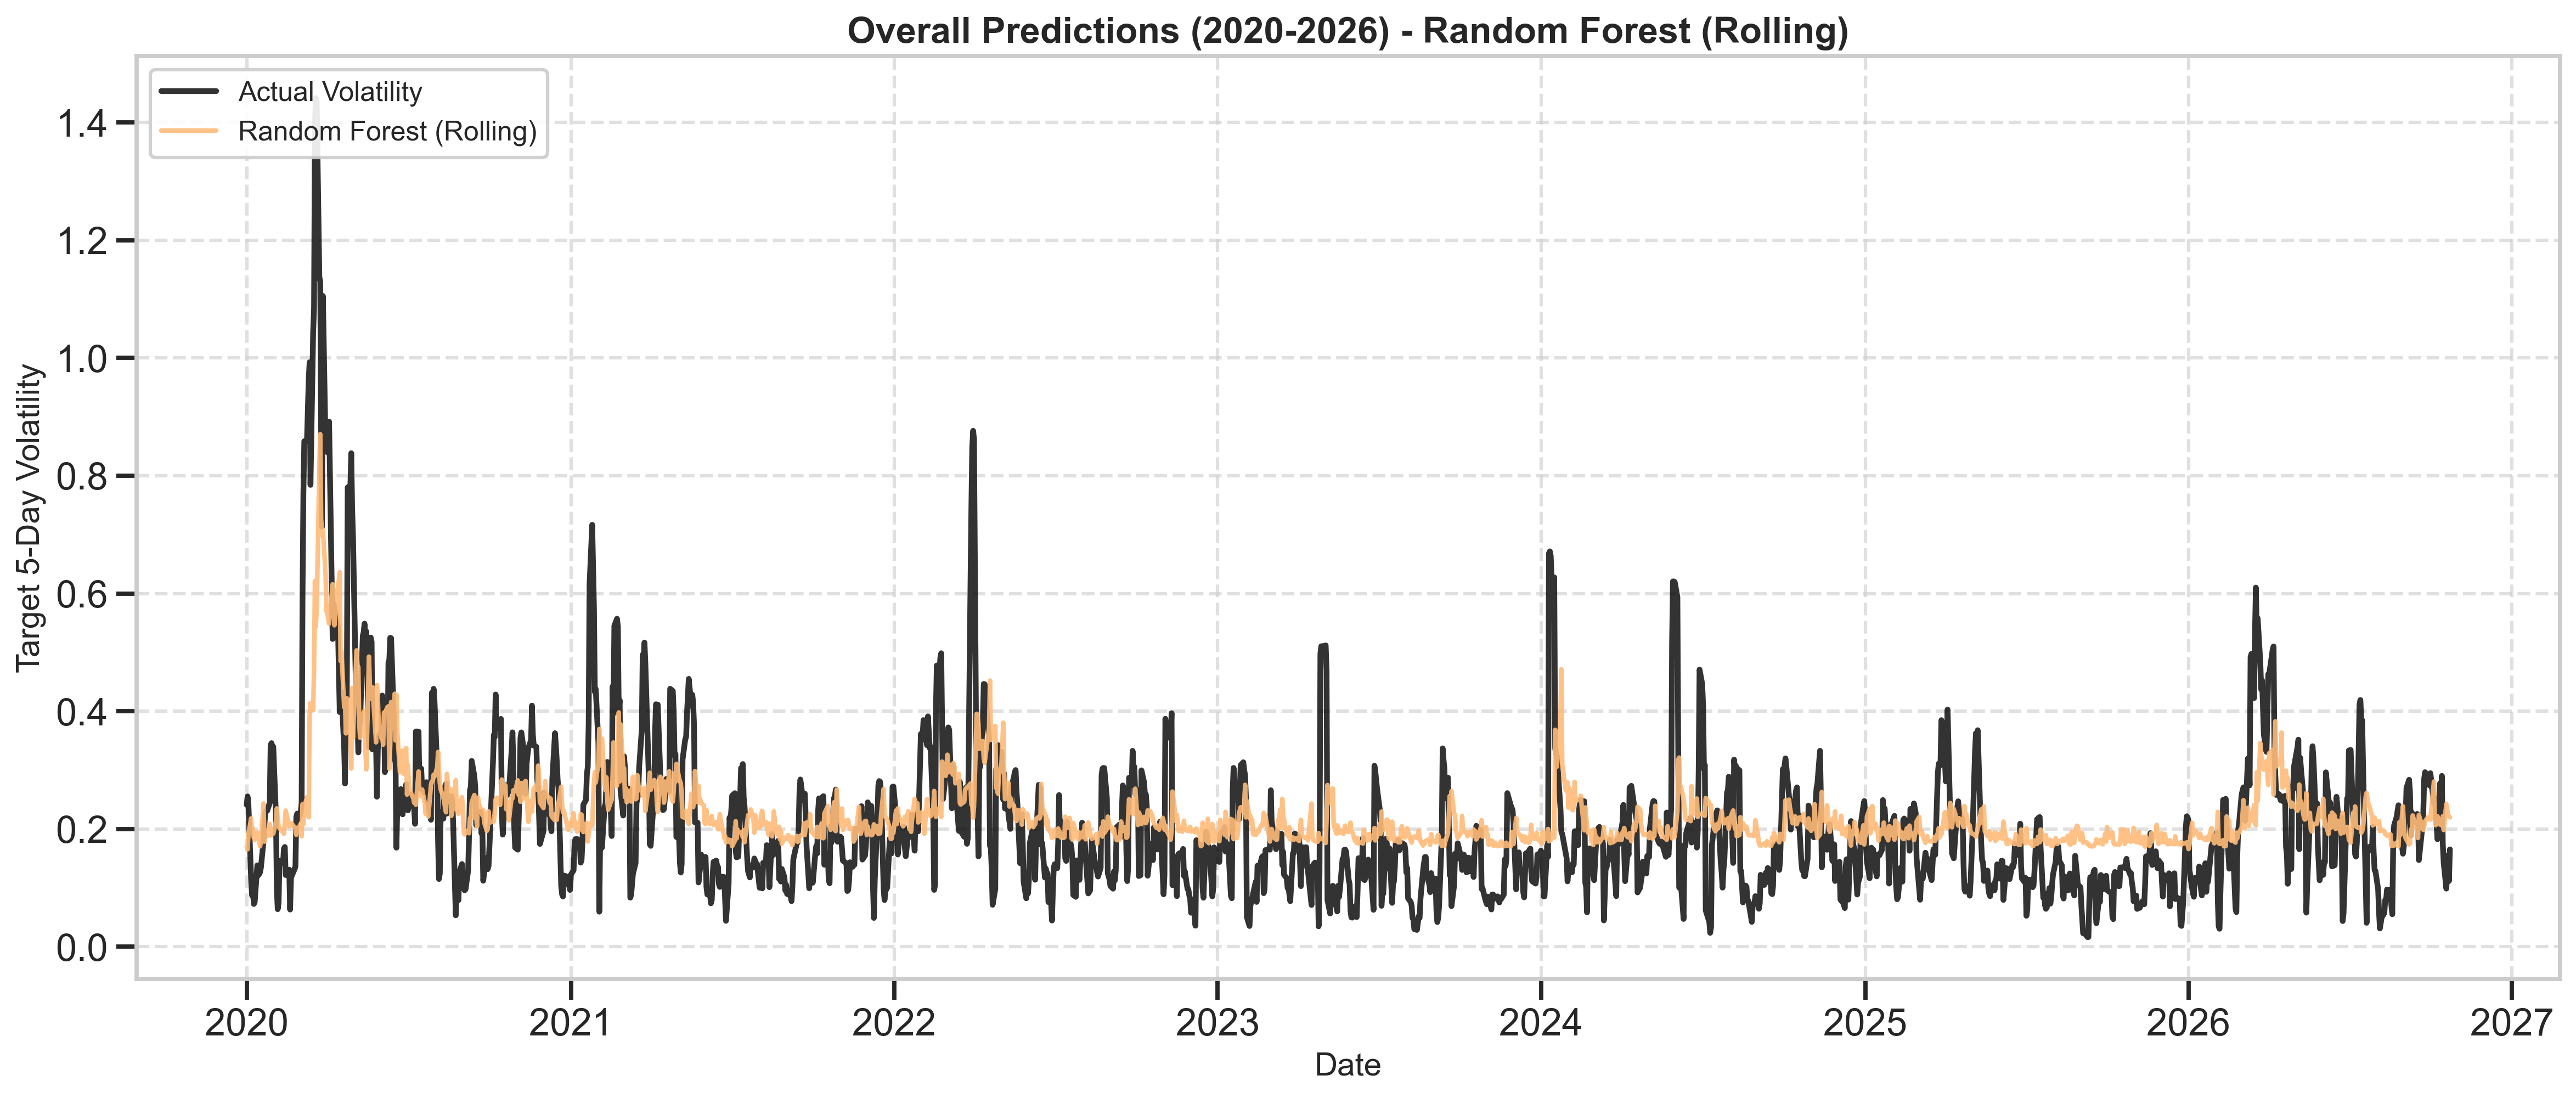 Overall Predictions (2020-2026) - Random Forest (Rolling)
Actual Volatility
Random Forest (Rolling)
Target 5-Day Volatility
1.4
1.2
1.0
0.8
0.6
0.4
0.2
0.0
2020 2021 2022 2023 2024 2025 2026 2027
Date